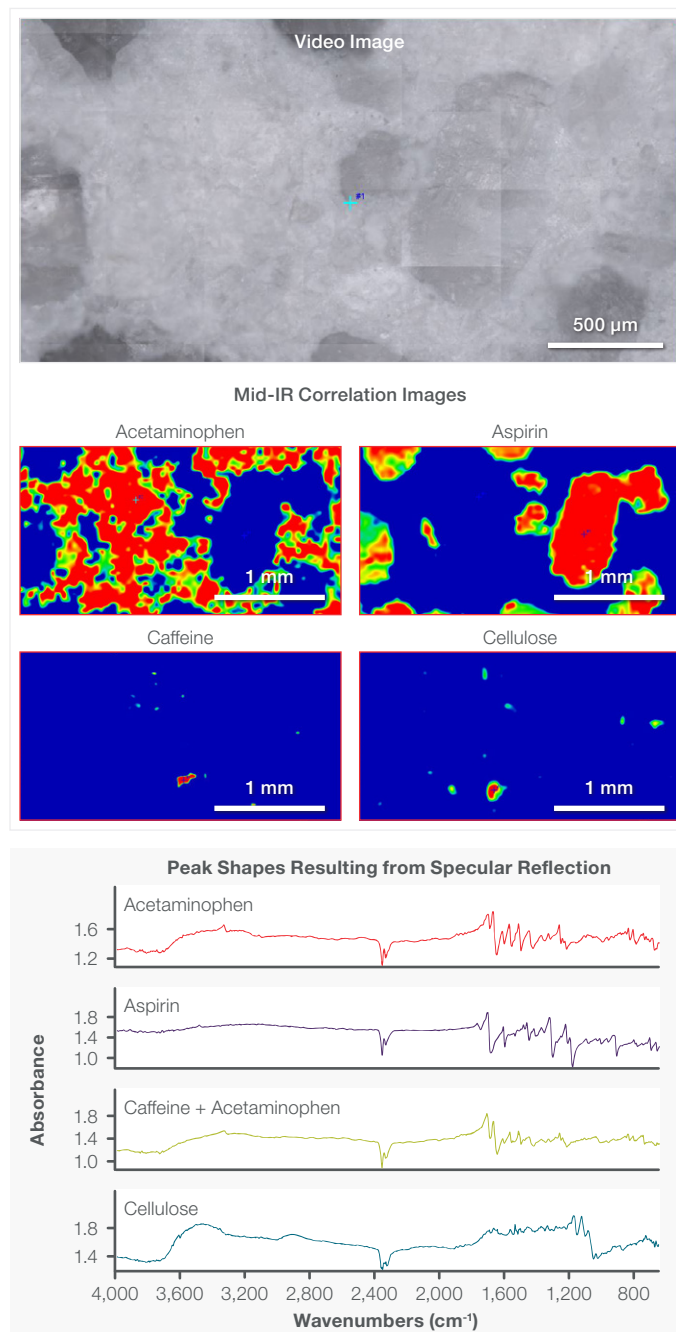 Video Image
#1
500 µm
Mid-IR Correlation Images
Acetaminophen
Aspirin
1 mm
1 mm
Caffeine
Cellulose
1 mm
1 mm
Peak Shapes Resulting from Specular Reflection
Absorbance
Acetaminophen
1.6
1.2
Aspirin
1.8
1.4
1.0
Caffeine + Acetaminophen
1.8
1.4
1.0
Cellulose
1.8
1.4
4,000 3,600 3,200 2,800 2,400 2,000 1,600 1,200 800
Wavenumbers (cm⁻¹)